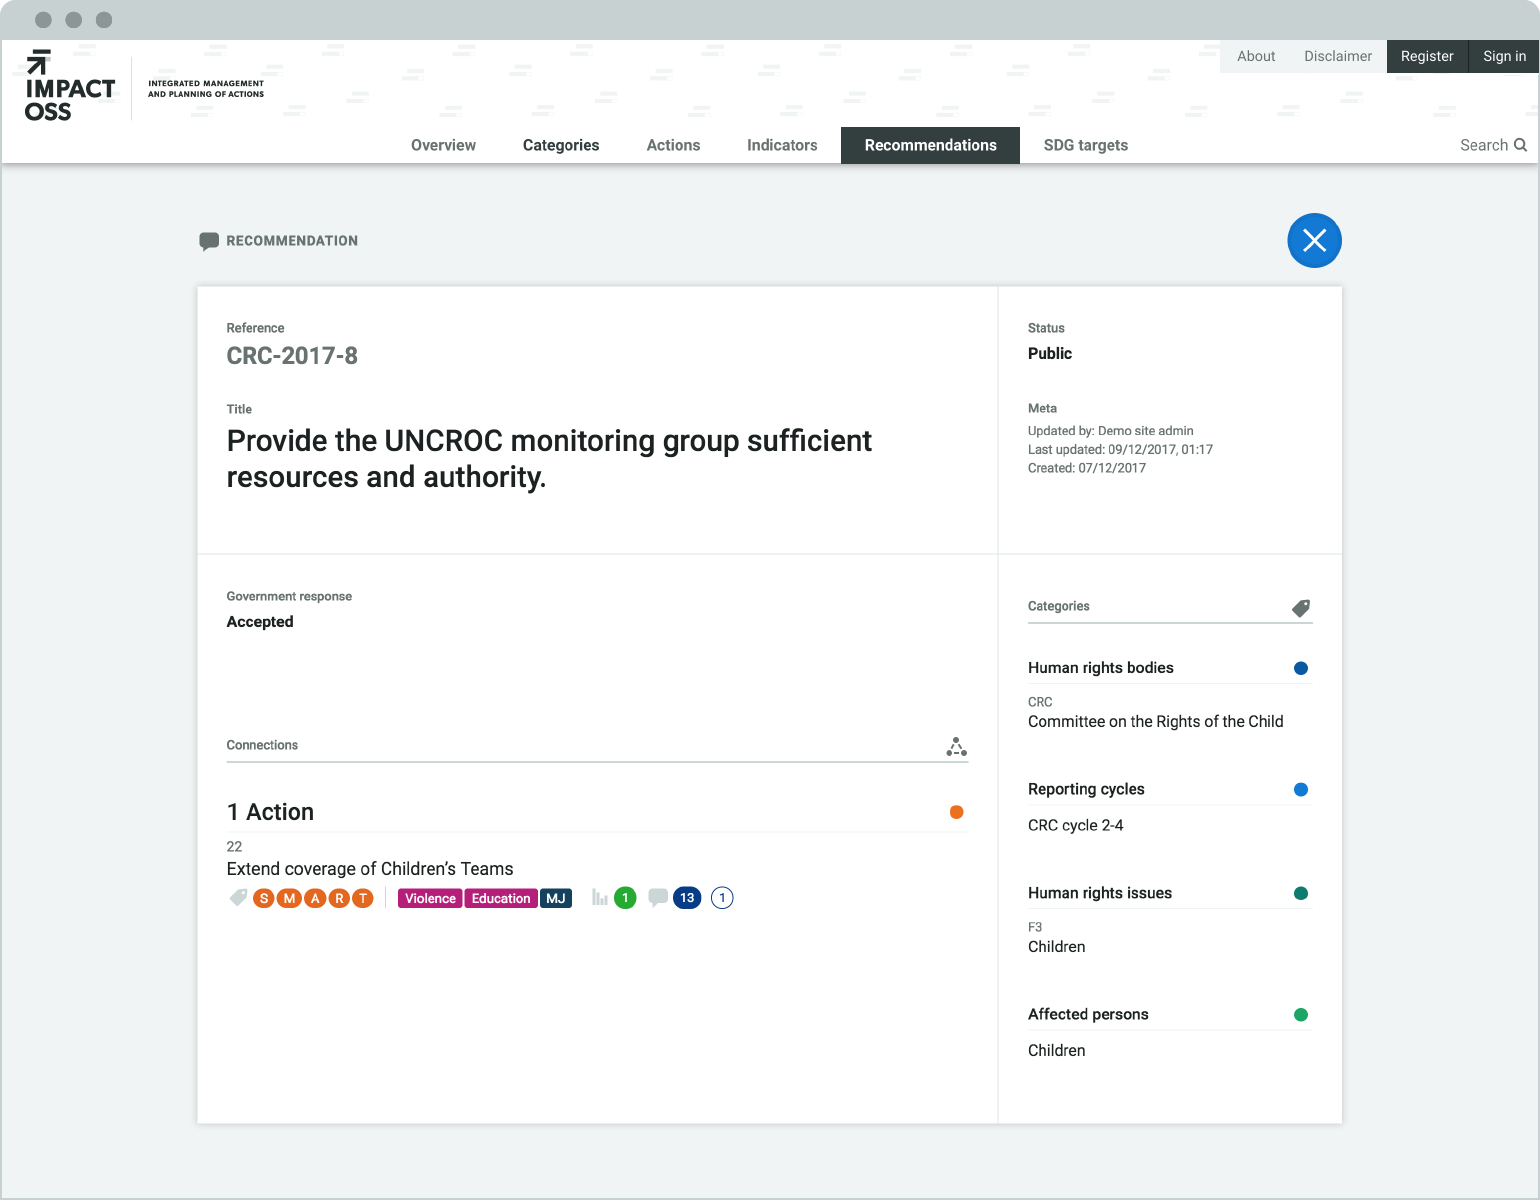 IMPACT
OSS
INTEGRATED MANAGEMENT
AND PLANNING OF ACTIONS
About
Disclaimer
Register
Sign in
Overview
Categories
Actions
Indicators
Recommendations
SDG targets
Search
RECOMMENDATION
Reference
CRC-2017-8
Title
Provide the UNCROC monitoring group sufficient
resources and authority.
Status
Public
Meta
Updated by: Demo site admin
Last updated: 09/12/2017, 01:17
Created: 07/12/2017
Government response
Accepted
Connections
1 Action
22
Extend coverage of Children’s Teams
S M A R T Violence Education MJ 1 13 1
Categories
Human rights bodies
CRC
Committee on the Rights of the Child
Reporting cycles
CRC cycle 2-4
Human rights issues
F3
Children
Affected persons
Children